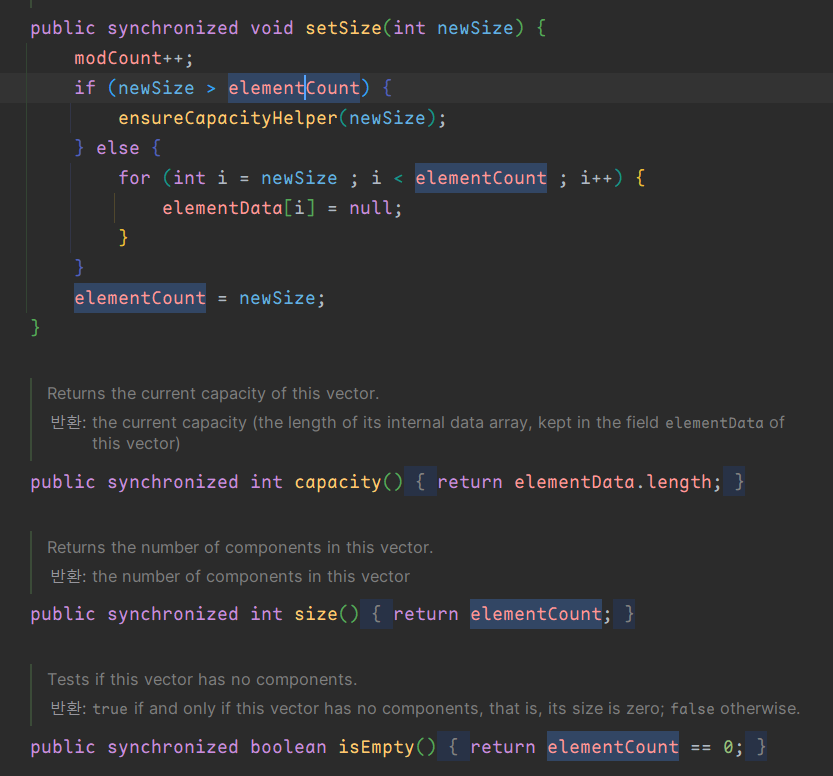 public synchronized void setSize(int newSize) {
modCount++;
if (newSize > elementCount) {
ensureCapacityHelper(newSize);
} else {
for (int i = newSize ; i < elementCount ; i++) {
elementData[i] = null;
}
}
elementCount = newSize;
}
Returns the current capacity of this vector.
반환: the current capacity (the length of its internal data array, kept in the field elementData of
this vector)
public synchronized int capacity() { return elementData.length; }
Returns the number of components in this vector.
반환: the number of components in this vector
public synchronized int size() { return elementCount; }
Tests if this vector has no components.
반환: true if and only if this vector has no components, that is, its size is zero; false otherwise.
public synchronized boolean isEmpty() { return elementCount == 0; }